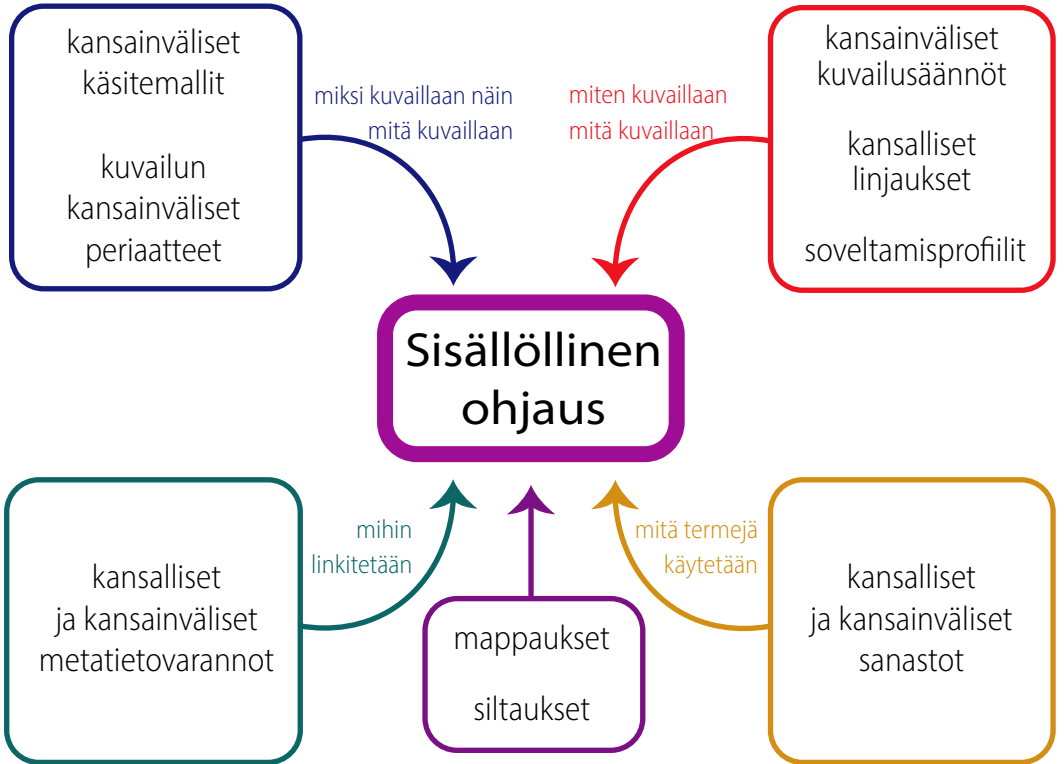 kansainväliset
käsitemallit
kuvailun
kansainväliset
periaatteet
miksi kuvaillaan näin
mitä kuvaillaan
miten kuvaillaan
mitä kuvaillaan
kansainväliset
kuvailusäännöt
kansalliset
linjaukset
soveltamisprofiilit
Sisällöllinen
ohjaus
kansalliset
ja kansainväliset
metatietovarannot
mihin
linkitetään
mappaukset
siltaukset
mitä termejä
käytetään
kansalliset
ja kansainväliset
sanastot